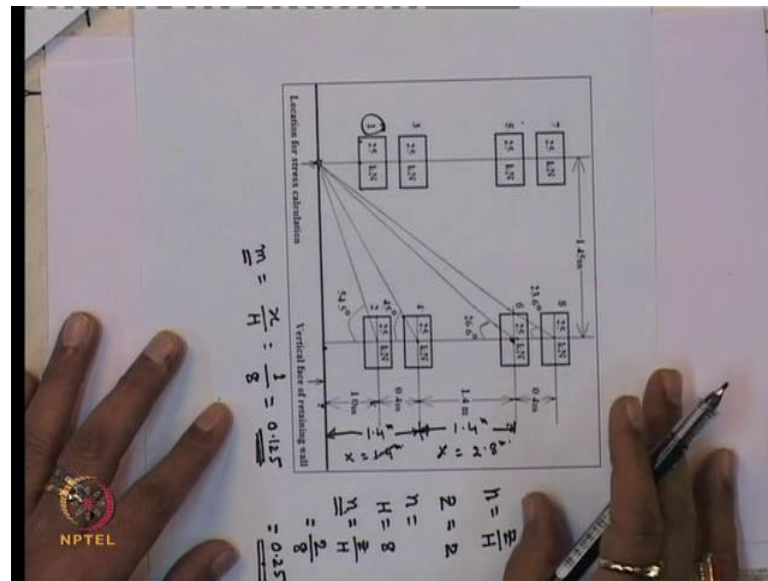 7
25 kN
5
25 kN
3
25 kN
1
25 kN
1.45m
8
25 kN
23.6°
6
25 kN
26.6°
4
25 kN
45°
2
25 kN
54.5°
0.4m
1.4 m
0.4m
1.0m
Location for stress calculation
Vertical face of retaining wall
m = x/H = 1/8 = 0.125
n = z/H
z = 2
n =
H = 8
n = z/H
= 2/8
= 0.25
NPTEL